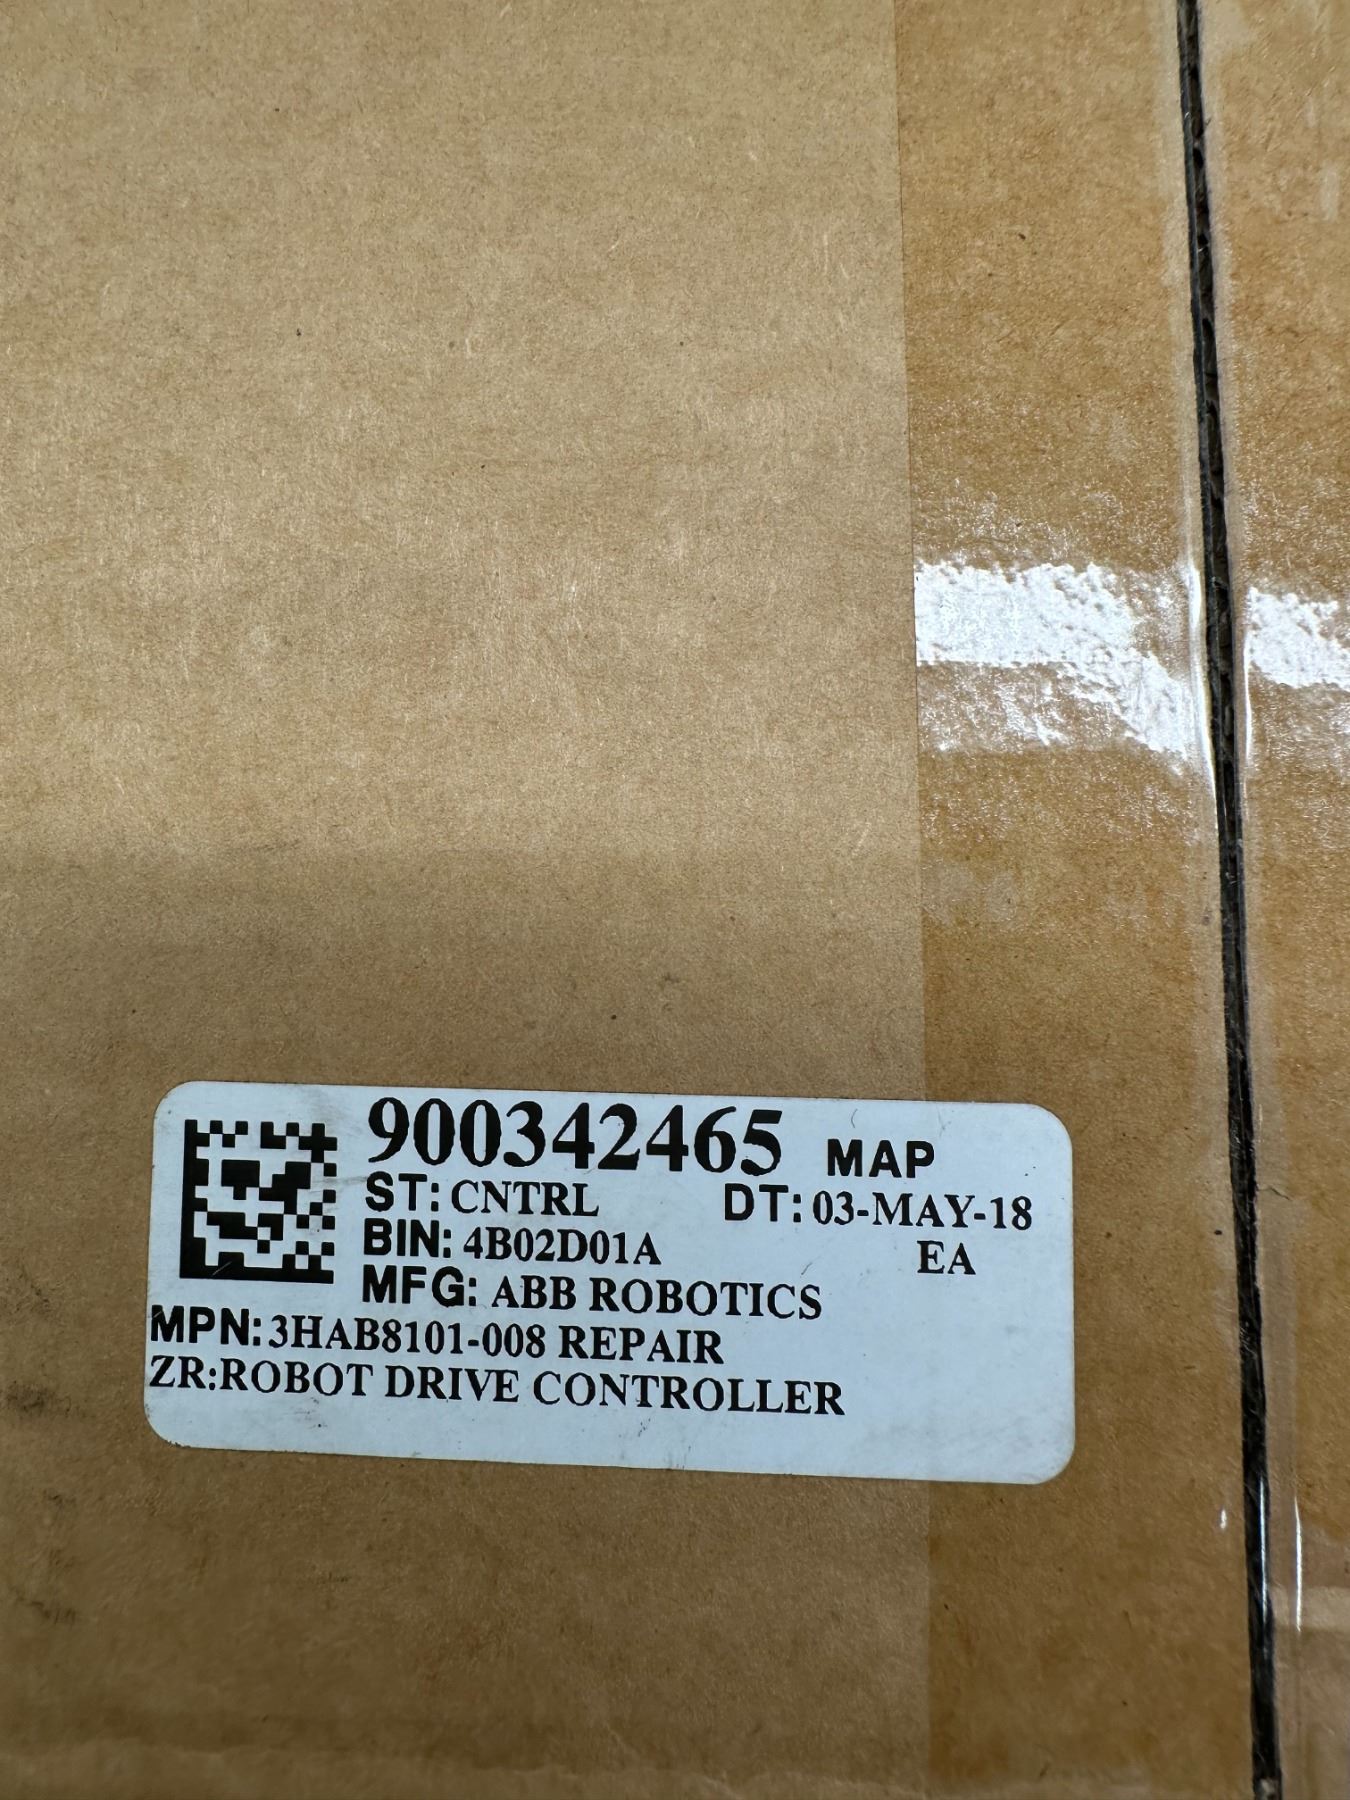 900342465 MAP
ST: CNTRL DT: 03-MAY-18
BIN: 4B02D01A EA
MFG: ABB ROBOTICS
MPN: 3HAB8101-008 REPAIR
ZR:ROBOT DRIVE CONTROLLER